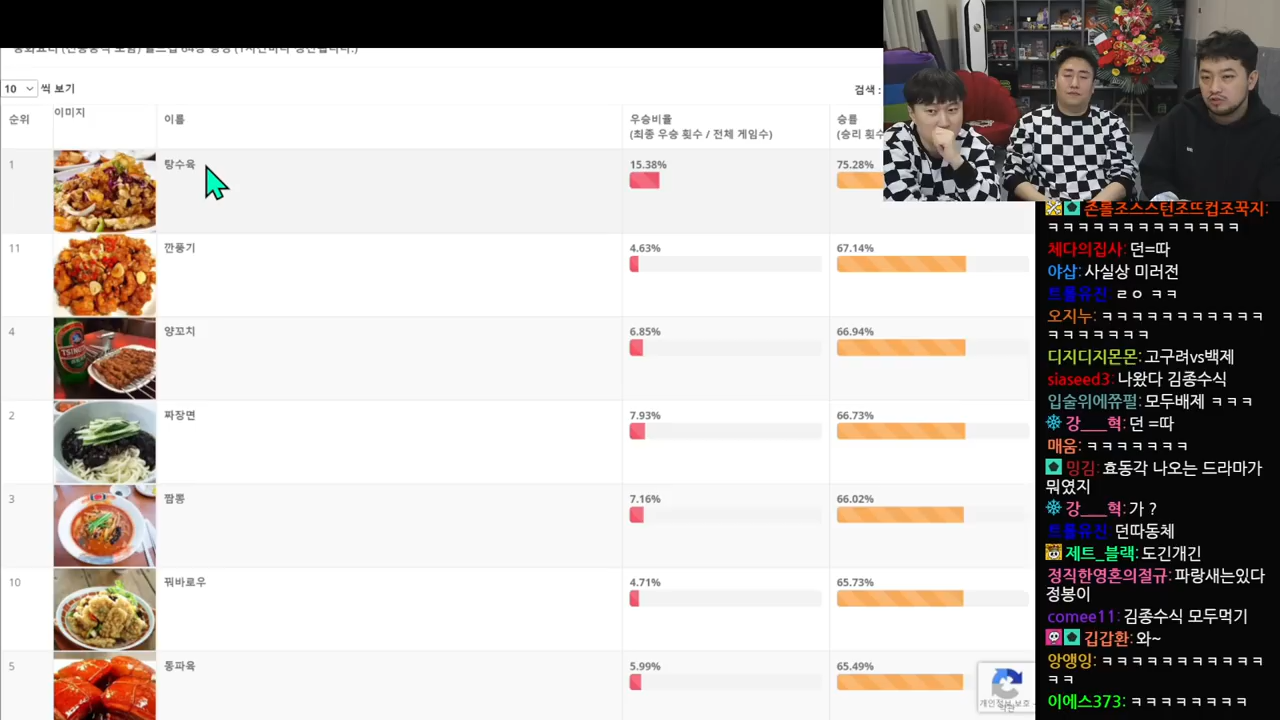 10 씩 보기
검색 :
순위 이미지 이름 우승비율 승률
(최종 우승 횟수 / 전체 게임수) (승리 횟수
1 탕수육 15.38% 75.28%
11 깐풍기 4.63% 67.14%
4 양꼬치 6.85% 66.94%
2 짜장면 7.93% 66.73%
3 짬뽕 7.16% 66.02%
10 꿔바로우 4.71% 65.73%
5 동파육 5.99% 65.49%
존롤조스스턴조뜨컵조꾹지:
ㅋㅋㅋㅋㅋㅋㅋㅋㅋㅋㅋㅋㅋ
체다의집사: 던=따
야삽: 사실상 미러전
트롤유진: ㄹㅇ ㅋㅋ
오지누: ㅋㅋㅋㅋㅋㅋㅋㅋㅋㅋㅋ
ㅋㅋㅋㅋㅋㅋㅋ
디지디지몬몬: 고구려vs백제
siaseed3: 나왔다 김종수식
입술위에쮸펄: 모두배제 ㅋㅋㅋ
강___혁: 던 =따
매움: ㅋㅋㅋㅋㅋㅋㅋ
밍김: 효동각 나오는 드라마가
뭐였지
강___혁: 가 ?
트롤유진: 던따동체
제트_블랙: 도긴개긴
정직한영혼의절규: 파랑새는있다
정봉이
comee11: 김종수식 모두먹기
김갑환: 와~
앙앵잉: ㅋㅋㅋㅋㅋㅋㅋㅋㅋㅋㅋ
ㅋㅋ
이에스373: ㅋㅋㅋㅋㅋㅋㅋㅋ